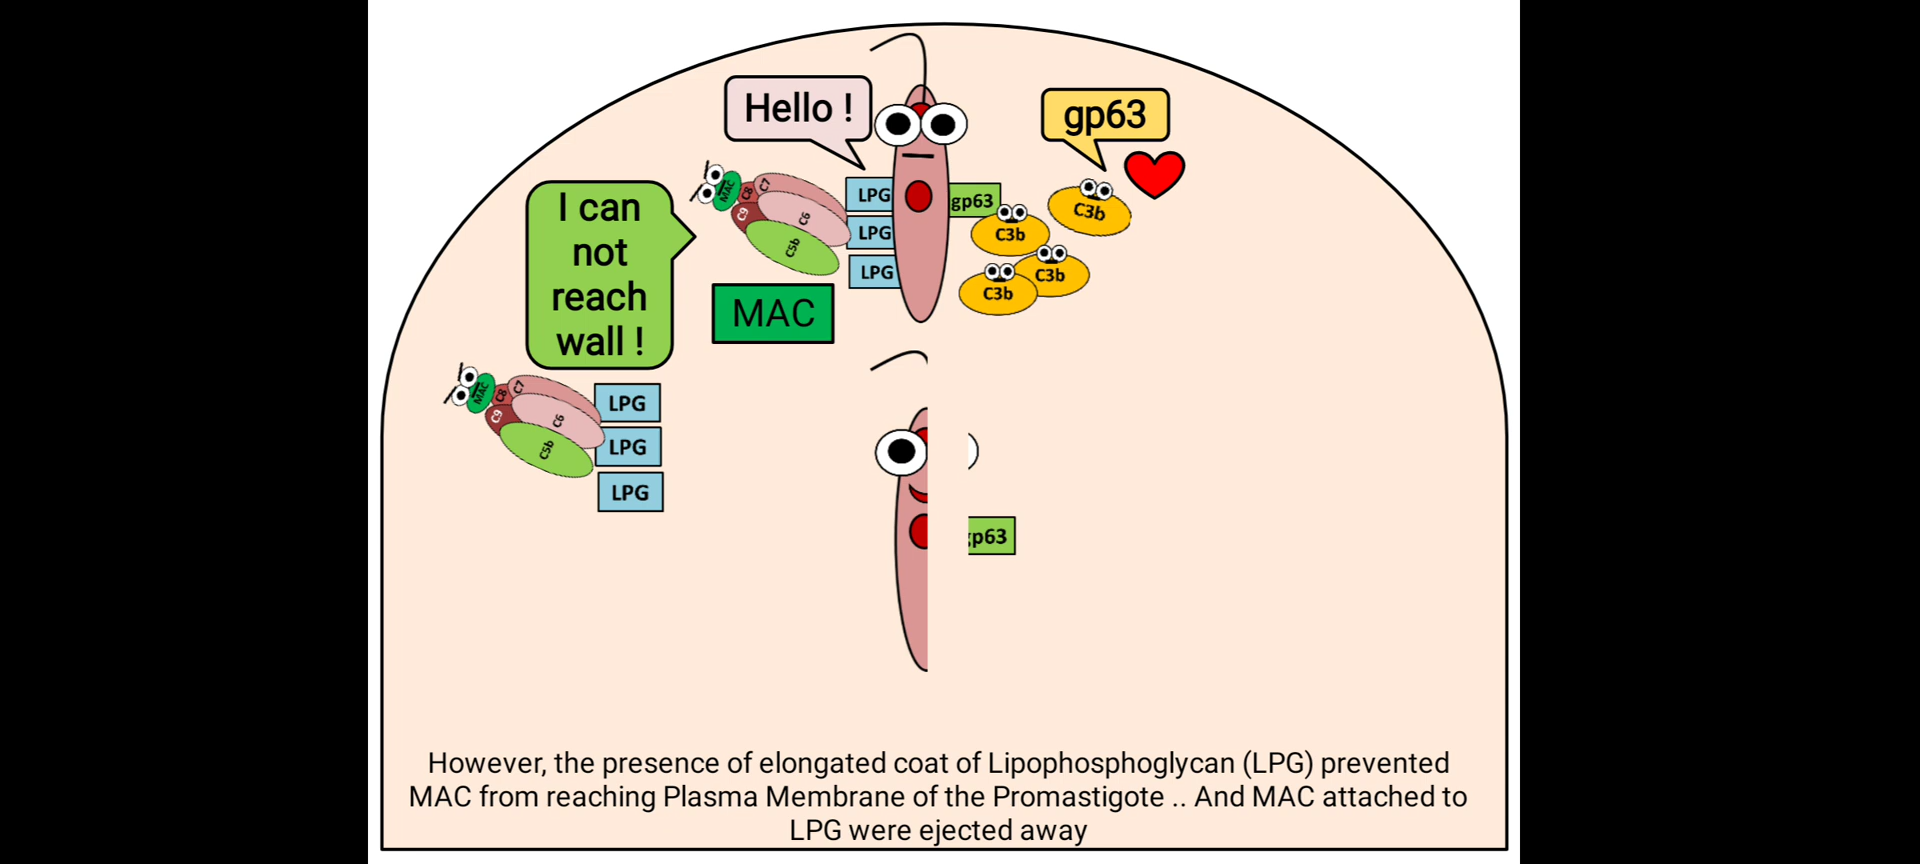 Hello !
gp63
I can
not
reach
wall !
MAC
C8
C7
C9
C6
C5b
LPG
LPG
LPG
gp63
C3b
C3b
C3b
C3b
MAC
MAC
C8
C7
C9
C6
C5b
LPG
LPG
LPG
gp63
However, the presence of elongated coat of Lipophosphoglycan (LPG) prevented
MAC from reaching Plasma Membrane of the Promastigote .. And MAC attached to
LPG were ejected away